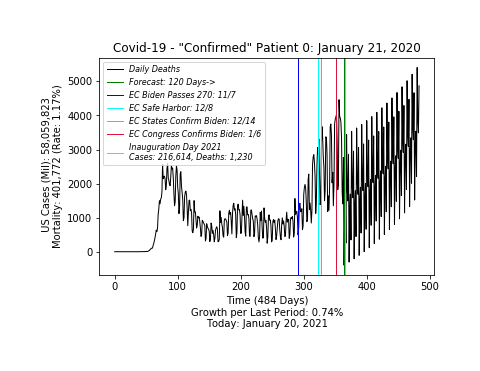 Covid-19 - "Confirmed" Patient 0: January 21, 2020
US Cases (Mil): 58,059,823
Mortality: 401,772 (Rate: 1.17%)
5000
4000
3000
2000
1000
0
Daily Deaths
Forecast: 120 Days->
EC Biden Passes 270: 11/7
EC Safe Harbor: 12/8
EC States Confirm Biden: 12/14
EC Congress Confirms Biden: 1/6
Inauguration Day 2021
Cases: 216,614, Deaths: 1,230
0 100 200 300 400 500
Time (484 Days)
Growth per Last Period: 0.74%
Today: January 20, 2021